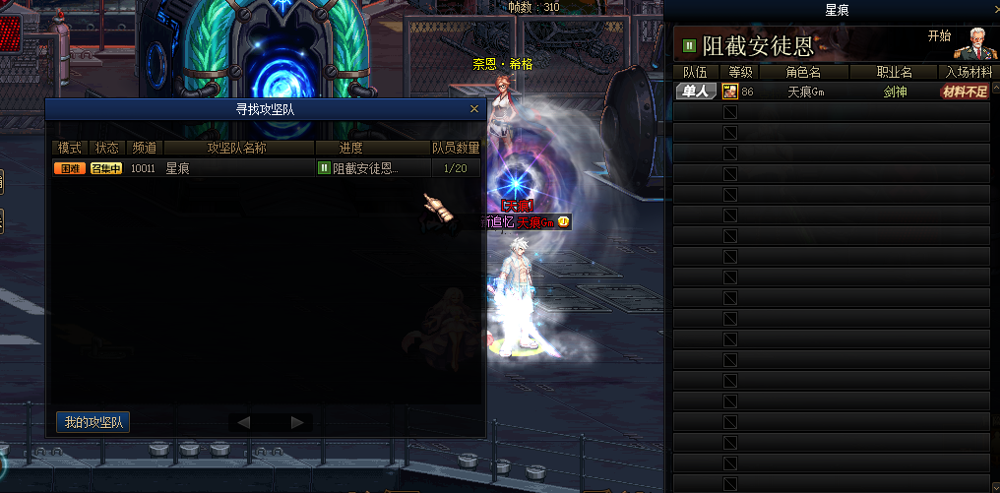 帧数：310
奈恩·希格
寻找攻坚队
模式 状态 频道 攻坚队名称 进度 队员数量
困难 召集中 10011 星痕 阻截安徒恩... 1/20
[天痕]
追忆 天痕Gm
我的攻坚队
星痕
阻截安徒恩 开始
队伍 等级 角色名 职业名 入场材料
单人 86 天痕Gm 剑神 材料不足